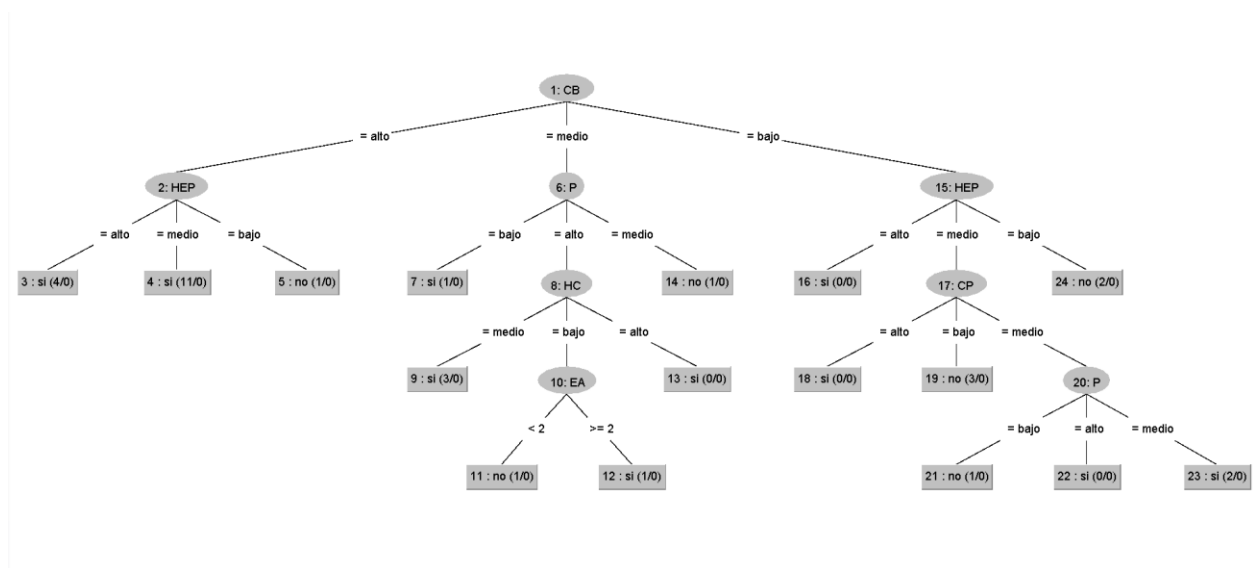 1: CB
= alto = medio = bajo
2: HEP 6: P 15: HEP
= alto = medio = bajo = bajo = alto = medio = alto = medio = bajo
3 : si (4/0) 4 : si (11/0) 5 : no (1/0) 7 : si (1/0) 8: HC 14 : no (1/0) 16 : si (0/0) 17: CP 24 : no (2/0)
= medio = bajo = alto = alto = bajo = medio
9 : si (3/0) 10: EA 13 : si (0/0) 18 : si (0/0) 19 : no (3/0) 20: P
< 2 >= 2 = bajo = alto = medio
11 : no (1/0) 12 : si (1/0) 21 : no (1/0) 22 : si (0/0) 23 : si (2/0)